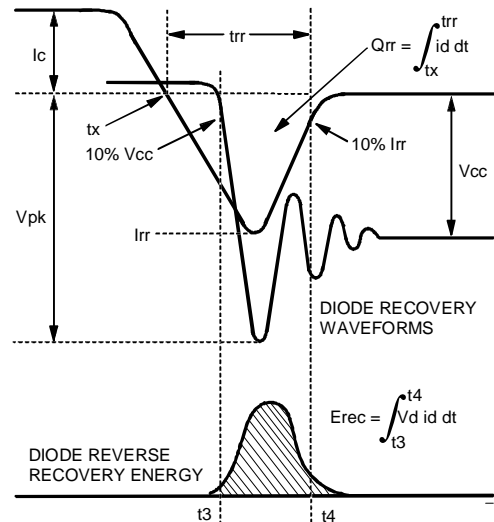 trr
trr
Ic
Qrr = ∫ id dt
tx
tx
10% Vcc
10% Irr
Vpk
Vcc
Irr
DIODE RECOVERY
WAVEFORMS
t4
Erec = ∫ Vd id dt
t3
DIODE REVERSE
RECOVERY ENERGY
t3
t4